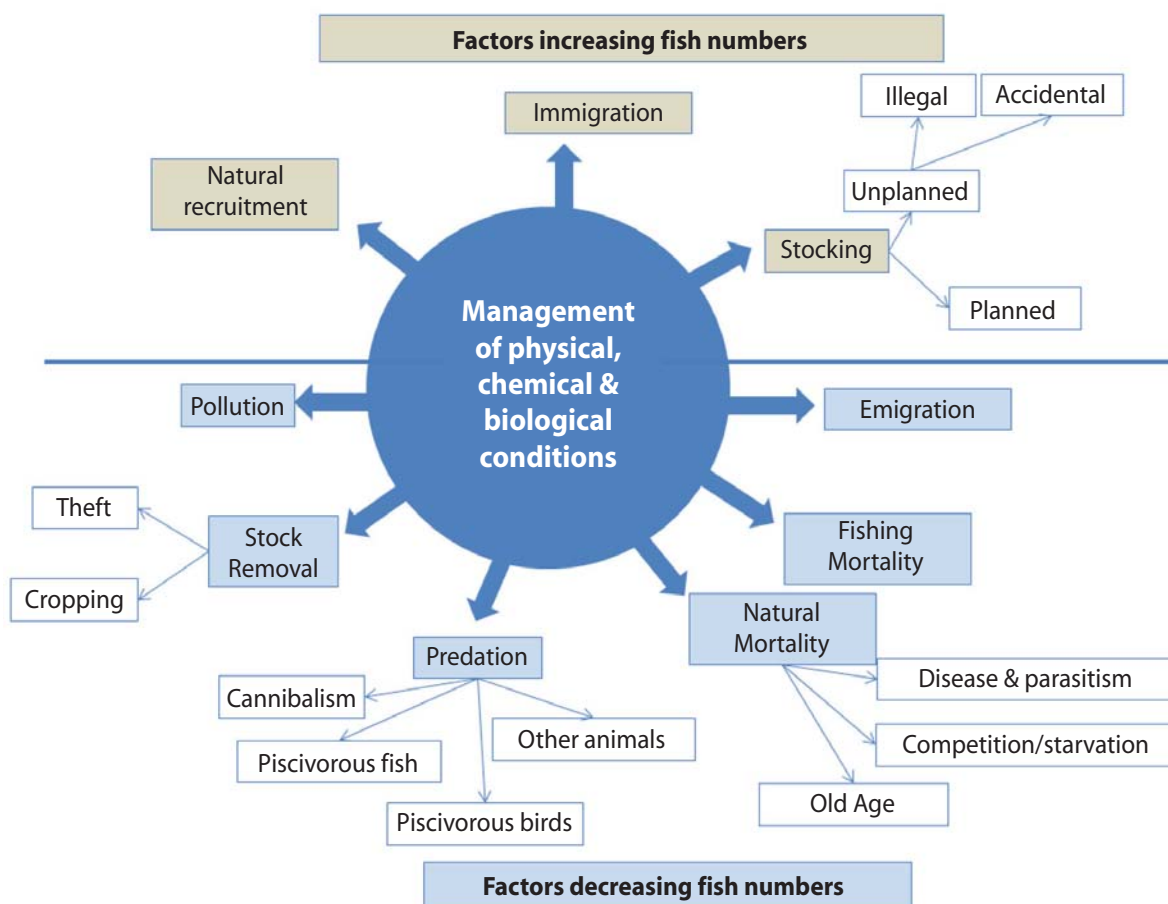 Factors increasing fish numbers
Illegal
Accidental
Immigration
Natural
recruitment
Unplanned
Stocking
Planned
Management
of physical,
chemical &
biological
conditions
Pollution
Emigration
Theft
Stock
Removal
Cropping
Fishing
Mortality
Natural
Mortality
Predation
Cannibalism
Other animals
Piscivorous fish
Piscivorous birds
Disease & parasitism
Competition/starvation
Old Age
Factors decreasing fish numbers